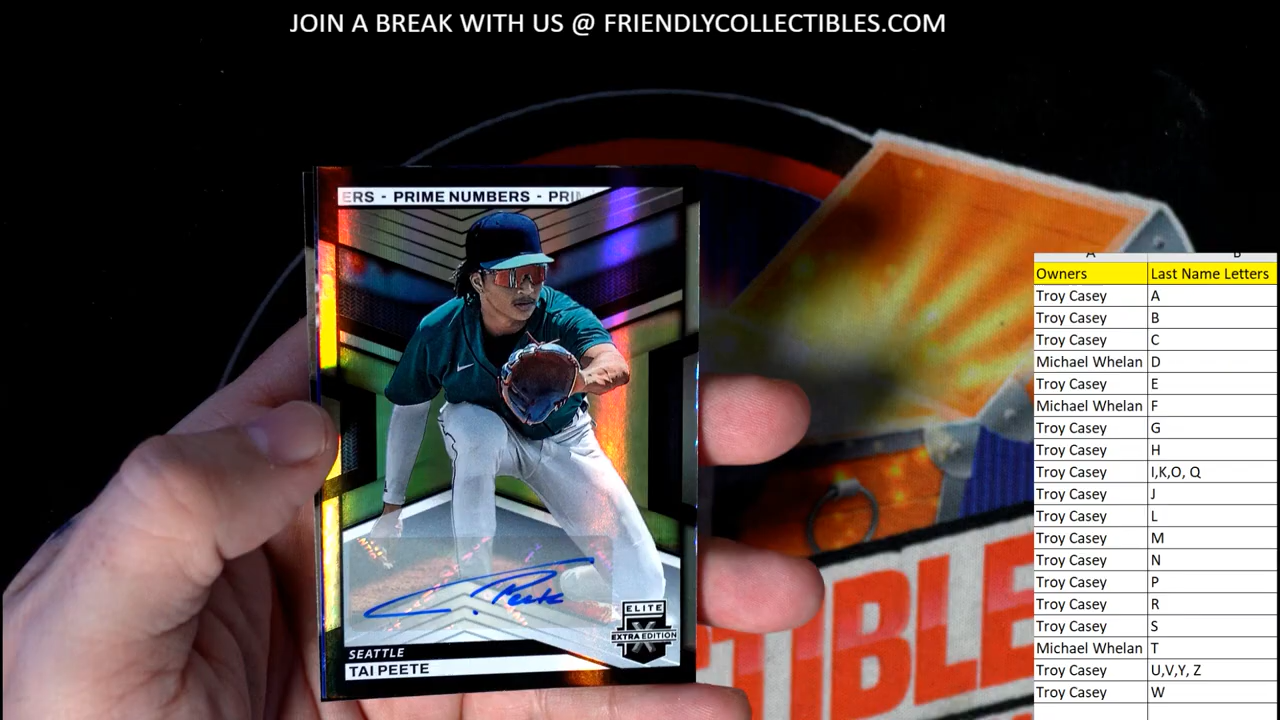 JOIN A BREAK WITH US @ FRIENDLYCOLLECTIBLES.COM
ERS - PRIME NUMBERS - PRI
T. Peete
ELITE
X
EXTRA EDITION
SEATTLE
TAI PEETE
TIBLE
A B
Owners Last Name Letters
Troy Casey A
Troy Casey B
Troy Casey C
Michael Whelan D
Troy Casey E
Michael Whelan F
Troy Casey G
Troy Casey H
Troy Casey I,K,O, Q
Troy Casey J
Troy Casey L
Troy Casey M
Troy Casey N
Troy Casey P
Troy Casey R
Troy Casey S
Michael Whelan T
Troy Casey U,V,Y, Z
Troy Casey W